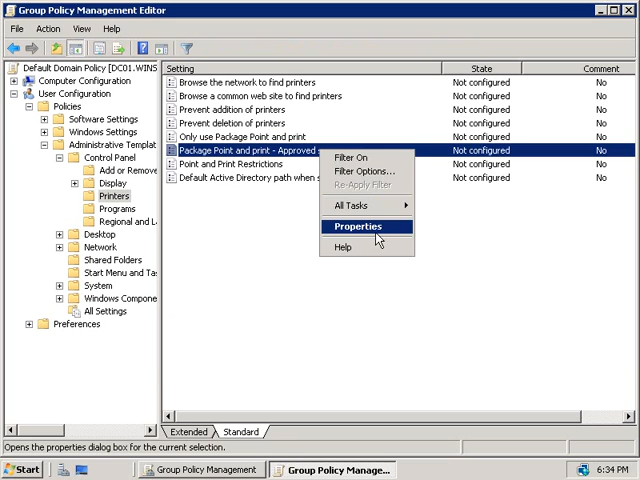 Group Policy Management Editor
File Action View Help
Default Domain Policy [DC01.WINS
Computer Configuration
User Configuration
Policies
Software Settings
Windows Settings
Administrative Templat
Control Panel
Add or Remove
Display
Printers
Programs
Regional and L
Desktop
Network
Shared Folders
Start Menu and Tas
System
Windows Compone
All Settings
Preferences
Setting State Comment
Browse the network to find printers Not configured No
Browse a common web site to find printers Not configured No
Prevent addition of printers Not configured No
Prevent deletion of printers Not configured No
Only use Package Point and print Not configured No
Package Point and print - Approved Not configured No
Point and Print Restrictions Not configured No
Default Active Directory path when s Not configured No
Filter On
Filter Options...
Re-Apply Filter
All Tasks
Properties
Help
Extended Standard
Opens the properties dialog box for the current selection.
Start Group Policy Management Group Policy Manage... 6:34 PM